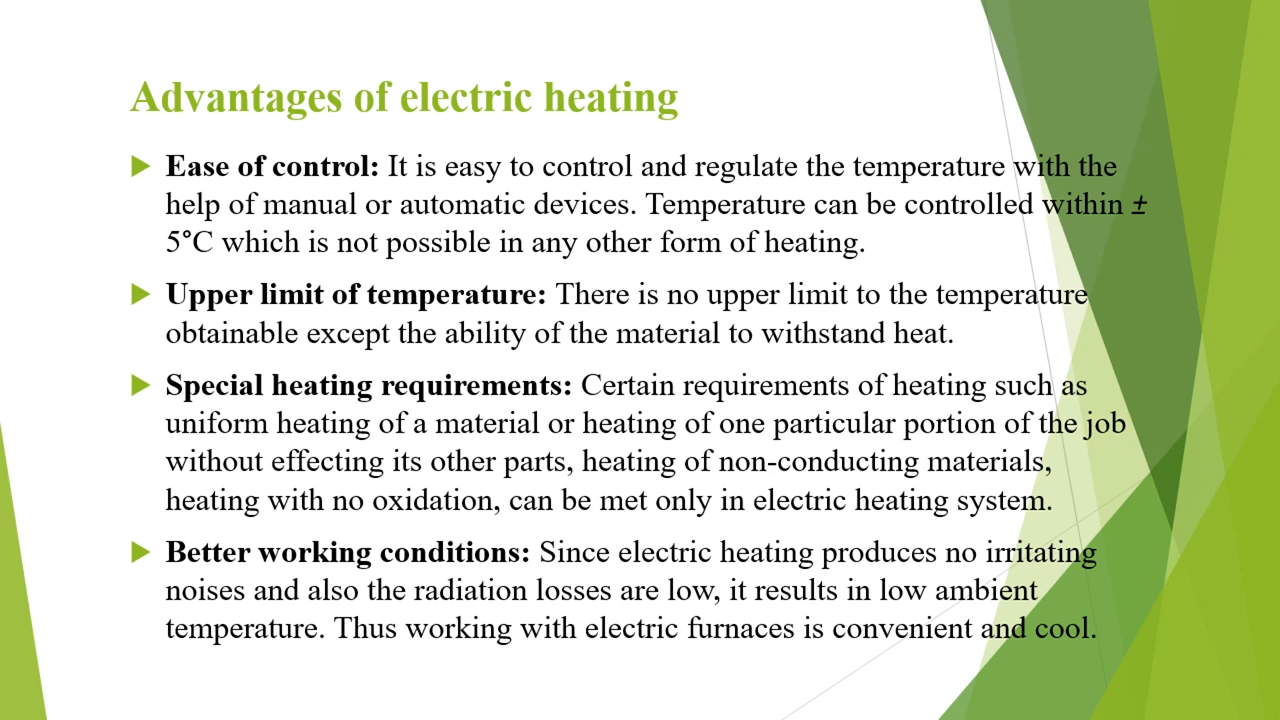 Advantages of electric heating
Ease of control: It is easy to control and regulate the temperature with the
help of manual or automatic devices. Temperature can be controlled within ±
5°C which is not possible in any other form of heating.
Upper limit of temperature: There is no upper limit to the temperature
obtainable except the ability of the material to withstand heat.
Special heating requirements: Certain requirements of heating such as
uniform heating of a material or heating of one particular portion of the job
without effecting its other parts, heating of non-conducting materials,
heating with no oxidation, can be met only in electric heating system.
Better working conditions: Since electric heating produces no irritating
noises and also the radiation losses are low, it results in low ambient
temperature. Thus working with electric furnaces is convenient and cool.